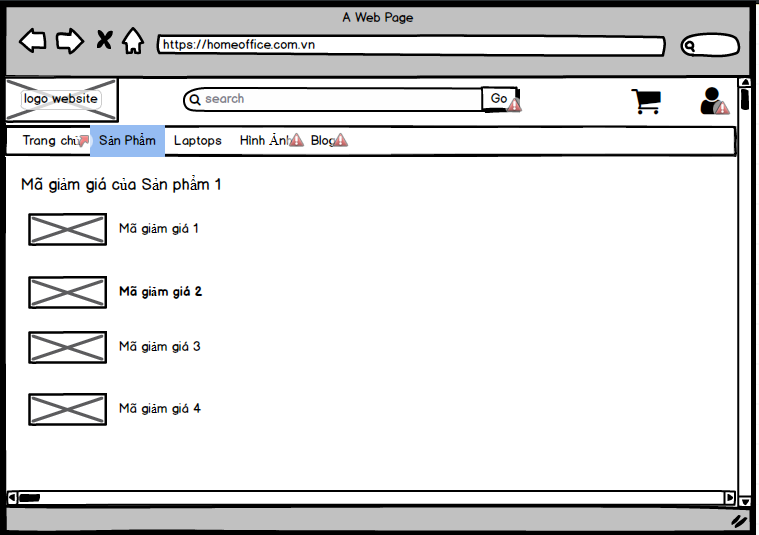 A Web Page
https://homeoffice.com.vn
logo website
search
Go
Trang chủ Sản Phẩm Laptops Hình Ảnh Blog
Mã giảm giá của Sản phẩm 1
Mã giảm giá 1
Mã giảm giá 2
Mã giảm giá 3
Mã giảm giá 4